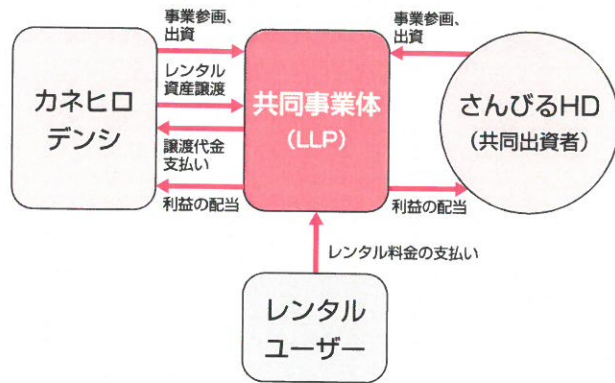 事業参画、
出資
事業参画、
出資
レンタル
資産譲渡
カネヒロ
デンシ
共同事業体
(LLP)
さんびるHD
(共同出資者)
譲渡代金
支払い
利益の配当
利益の配当
レンタル料金の支払い
レンタル
ユーザー